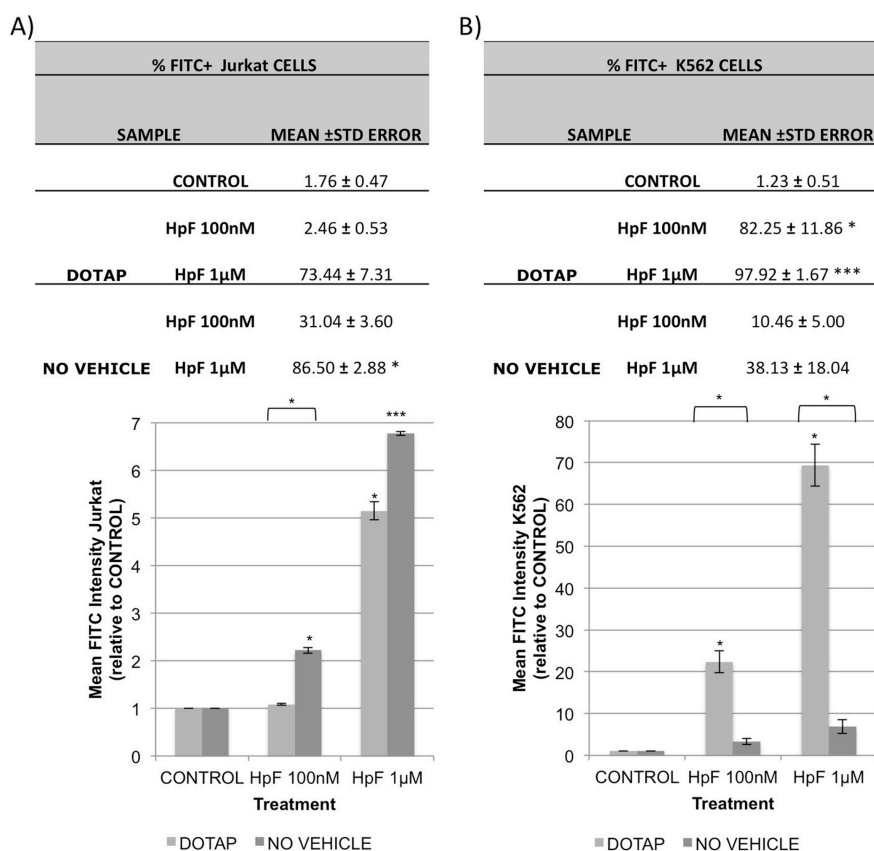 A)
% FITC+ Jurkat CELLS
SAMPLE MEAN ±STD ERROR
CONTROL 1.76 ± 0.47
HpF 100nM 2.46 ± 0.53
DOTAP HpF 1µM 73.44 ± 7.31
HpF 100nM 31.04 ± 3.60
NO VEHICLE HpF 1µM 86.50 ± 2.88 *
Mean FITC Intensity Jurkat
(relative to CONTROL)
7
6
5
4
3
2
1
0
*
*
*
***
CONTROL HpF 100nM HpF 1µM
Treatment
DOTAP NO VEHICLE
B)
% FITC+ K562 CELLS
SAMPLE MEAN ±STD ERROR
CONTROL 1.23 ± 0.51
HpF 100nM 82.25 ± 11.86 *
DOTAP HpF 1µM 97.92 ± 1.67 ***
HpF 100nM 10.46 ± 5.00
NO VEHICLE HpF 1µM 38.13 ± 18.04
Mean FITC Intensity K562
(relative to CONTROL)
80
70
60
50
40
30
20
10
0
* *
*
*
CONTROL HpF 100nM HpF 1µM
Treatment
DOTAP NO VEHICLE